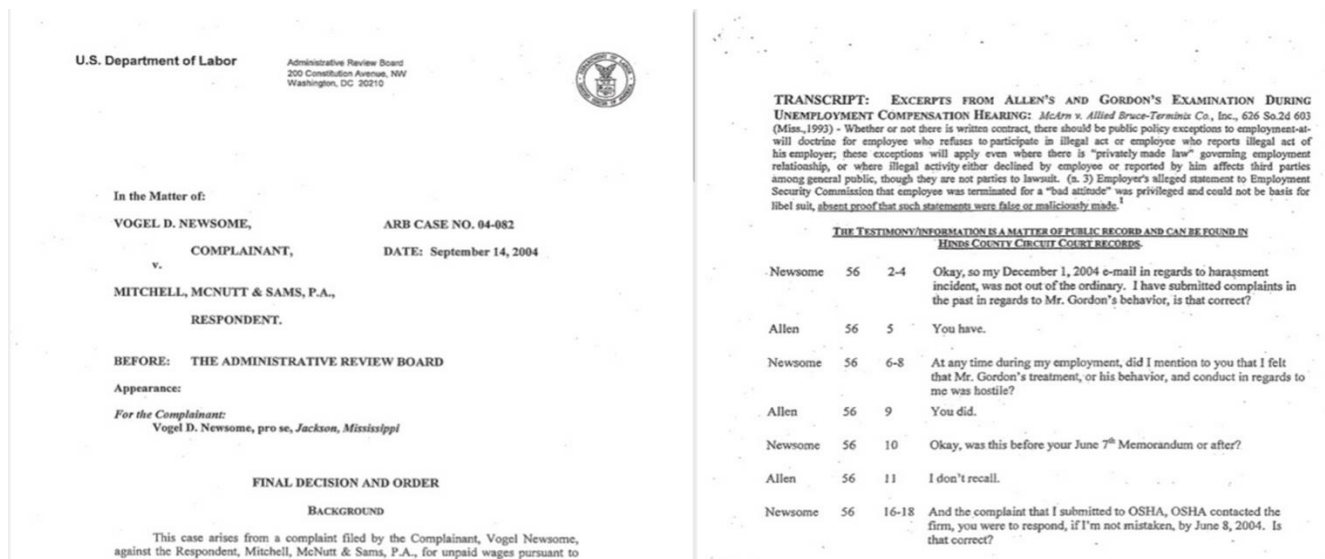 U.S. Department of Labor
Administrative Review Board
200 Constitution Avenue, NW
Washington, DC 20210
In the Matter of:
VOGEL D. NEWSOME,
ARB CASE NO. 04-082
COMPLAINANT,
DATE: September 14, 2004
v.
MITCHELL, MCNUTT & SAMS, P.A.,
RESPONDENT.
BEFORE: THE ADMINISTRATIVE REVIEW BOARD
Appearance:
For the Complainant:
Vogel D. Newsome, pro se, Jackson, Mississippi
FINAL DECISION AND ORDER
BACKGROUND
This case arises from a complaint filed by the Complainant, Vogel Newsome,
against the Respondent, Mitchell, McNutt & Sams, P.A., for unpaid wages pursuant to
TRANSCRIPT: EXCERPTS FROM ALLEN'S AND GORDON'S EXAMINATION DURING
UNEMPLOYMENT COMPENSATION HEARING: McArn v. Allied Bruce-Terminix Co., Inc., 626 So.2d 603
(Miss.,1993) - Whether or not there is written contract, there should be public policy exceptions to employment-at-
will doctrine for employee who refuses to participate in illegal act or employee who reports illegal act of
his employer; these exceptions will apply even where there is "privately made law" governing employment
relationship, or where illegal activity either declined by employee or reported by him affects third parties
among general public, though they are not parties to lawsuit. (n. 3) Employer's alleged statement to Employment
Security Commission that employee was terminated for a "bad attitude" was privileged and could not be basis for
libel suit, absent proof that such statements were false or maliciously made.1
THE TESTIMONY/INFORMATION IS A MATTER OF PUBLIC RECORD AND CAN BE FOUND IN
HINDS COUNTY CIRCUIT COURT RECORDS.
Newsome 56 2-4 Okay, so my December 1, 2004 e-mail in regards to harassment
incident, was not out of the ordinary. I have submitted complaints in
the past in regards to Mr. Gordon's behavior, is that correct?
Allen 56 5 You have.
Newsome 56 6-8 At any time during my employment, did I mention to you that I felt
that Mr. Gordon's treatment, or his behavior, and conduct in regards to
me was hostile?
Allen 56 9 You did.
Newsome 56 10 Okay, was this before your June 7th Memorandum or after?
Allen 56 11 I don't recall.
Newsome 56 16-18 And the complaint that I submitted to OSHA, OSHA contacted the
firm, you were to respond, if I'm not mistaken, by June 8, 2004. Is
that correct?